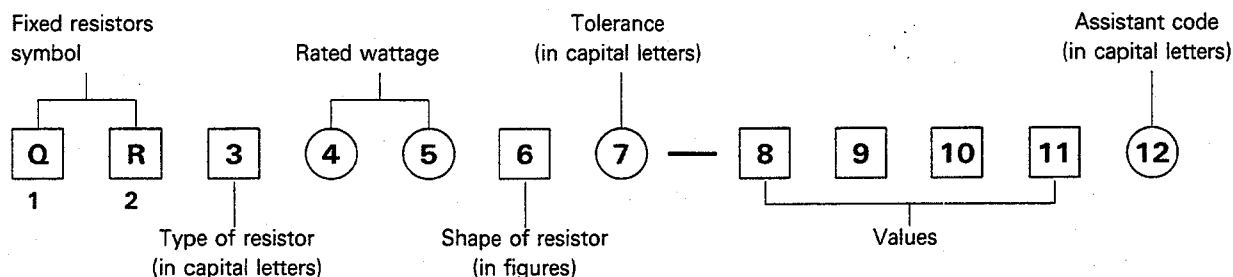 Fixed resistors
symbol
Rated wattage
Tolerance
(in capital letters)
Assistant code
(in capital letters)
Q R 3 4 5 6 7 — 8 9 10 11 12
1 2
Type of resistor
(in capital letters)
Shape of resistor
(in figures)
Values